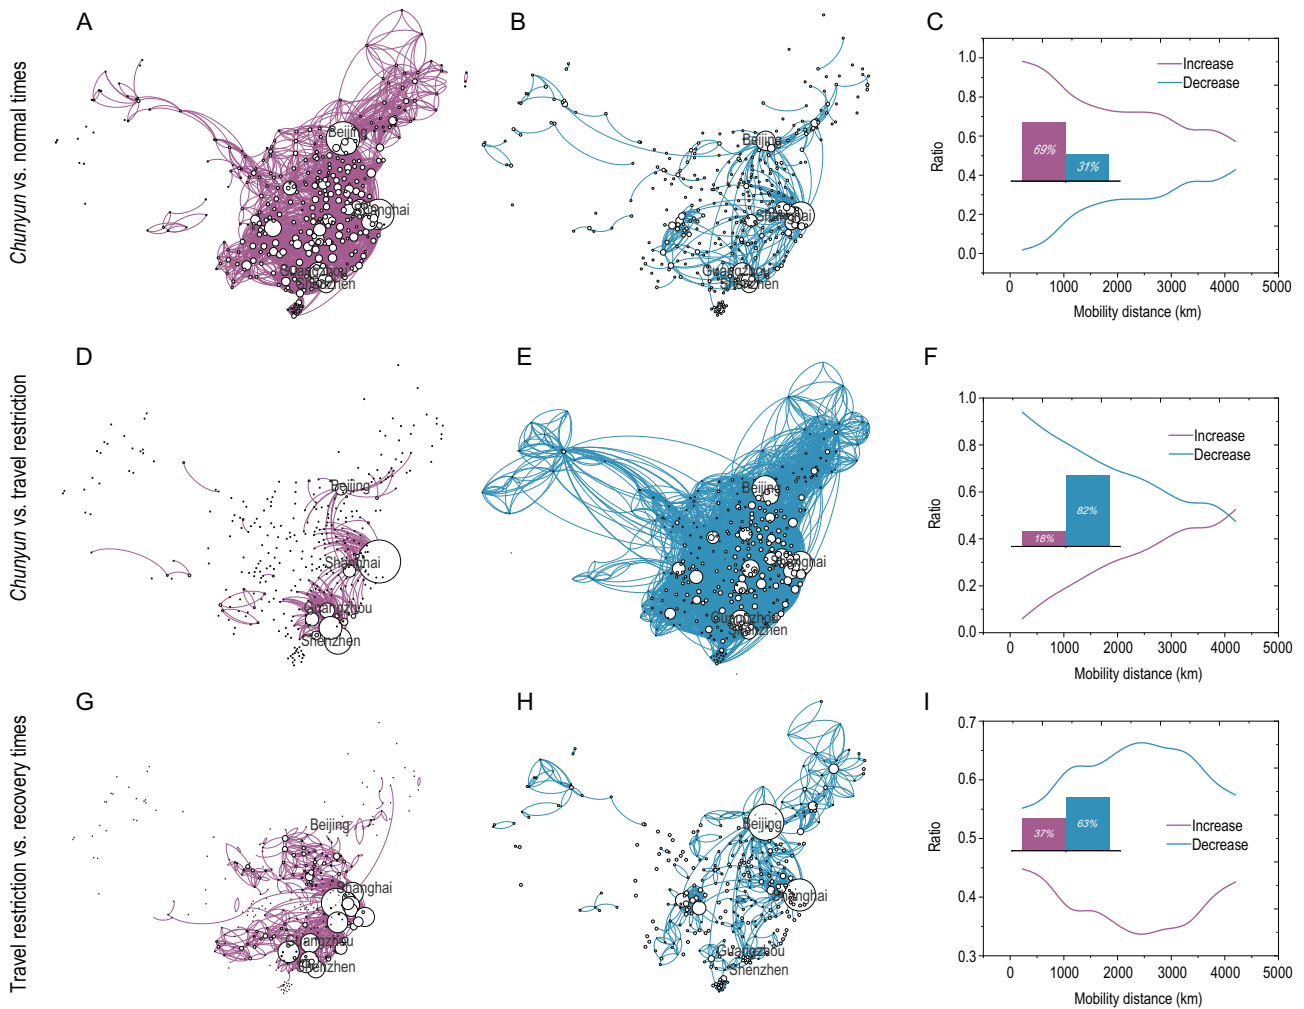 A
B
C
Chunyun vs. normal times
Beijing
Shanghai
Guangzhou
Shenzhen
Beijing
Shanghai
Guangzhou
Shenzhen
1.0
0.8
0.6
0.4
0.2
0.0
Ratio
Increase
Decrease
69%
31%
0 1000 2000 3000 4000 5000
Mobility distance (km)
D
E
F
Chunyun vs. travel restriction
Beijing
Shanghai
Guangzhou
Shenzhen
Beijing
Shanghai
Guangzhou
Shenzhen
1.0
0.8
0.6
0.4
0.2
0.0
Ratio
Increase
Decrease
18%
82%
0 1000 2000 3000 4000 5000
Mobility distance (km)
G
H
I
Travel restriction vs. recovery times
Beijing
Shanghai
Guangzhou
Shenzhen
Beijing
Shanghai
Guangzhou
Shenzhen
0.7
0.6
0.5
0.4
0.3
Ratio
Increase
Decrease
37%
63%
0 1000 2000 3000 4000 5000
Mobility distance (km)